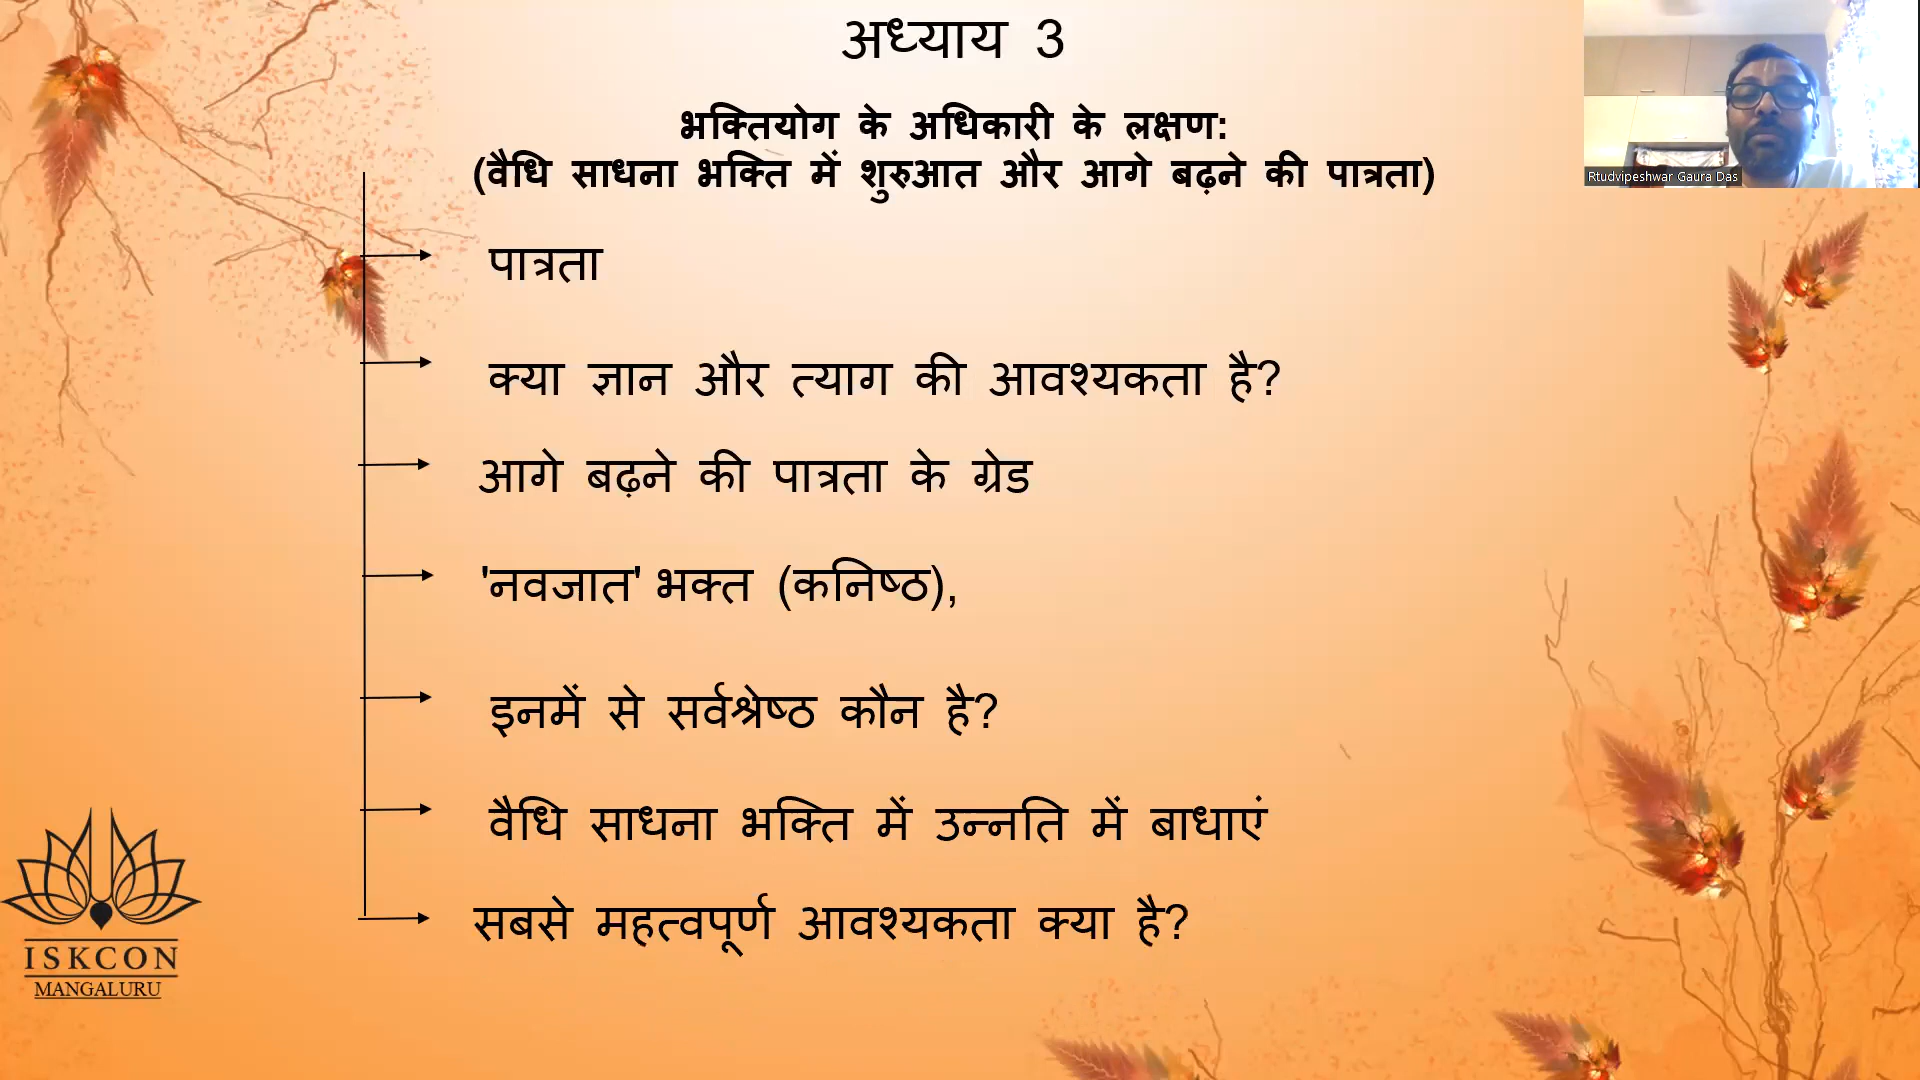 अध्याय 3
भक्तियोग के अधिकारी के लक्षण:
(वैधि साधना भक्ति में शुरुआत और आगे बढ़ने की पात्रता)
Rtudvipeshwar Gaura Das
पात्रता
क्या ज्ञान और त्याग की आवश्यकता है?
आगे बढ़ने की पात्रता के ग्रेड
'नवजात' भक्त (कनिष्ठ),
इनमें से सर्वश्रेष्ठ कौन है?
वैधि साधना भक्ति में उन्नति में बाधाएं
सबसे महत्वपूर्ण आवश्यकता क्या है?
ISKCON
MANGALURU